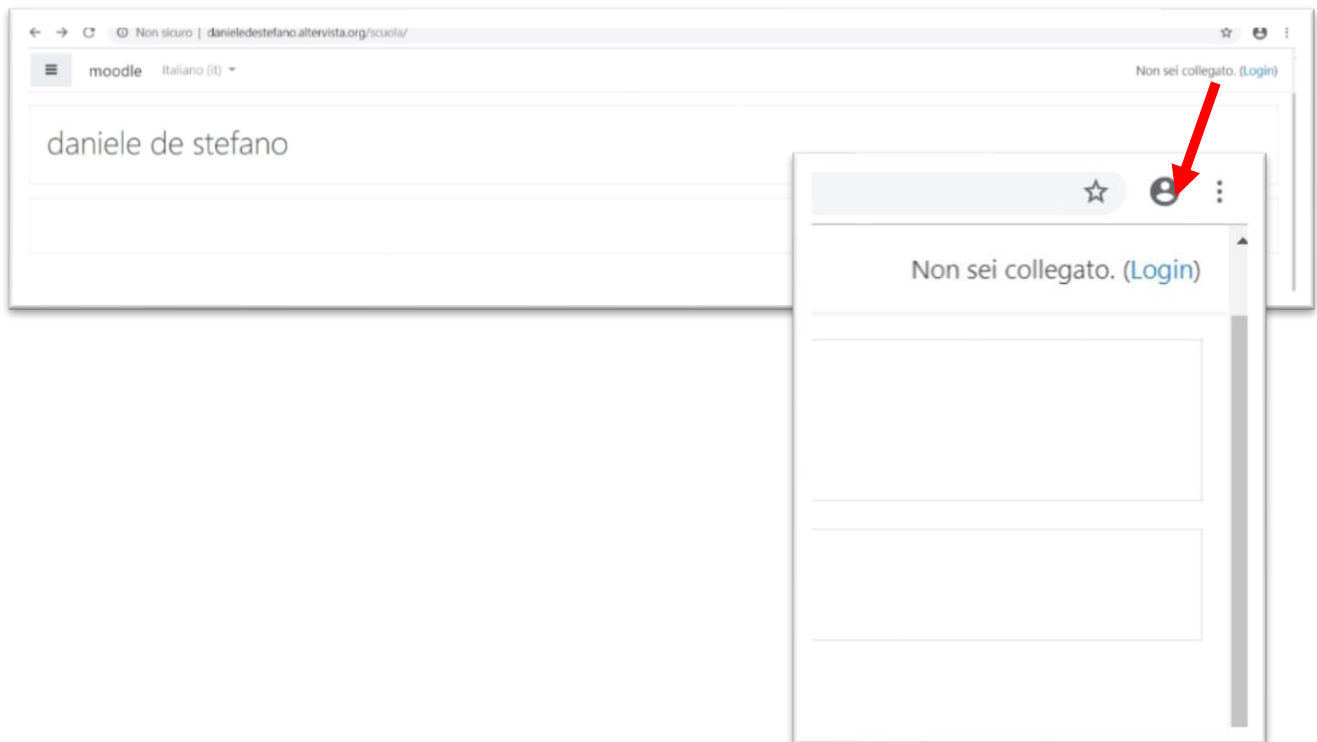 Non sicuro | danieledestefano.altervista.org/scuola/
moodle Italiano (it)
Non sei collegato. (Login)
daniele de stefano
Non sei collegato. (Login)